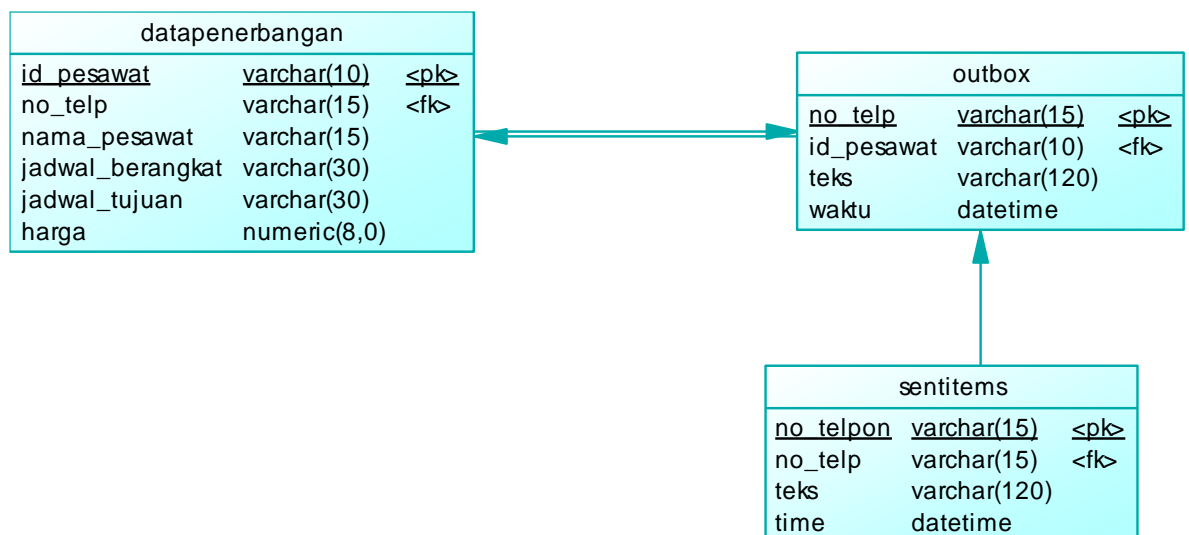 datapenerbangan
id_pesawat varchar(10) <pk>
no_telp varchar(15) <fk>
nama_pesawat varchar(15)
jadwal_berangkat varchar(30)
jadwal_tujuan varchar(30)
harga numeric(8,0)
outbox
no_telp varchar(15) <pk>
id_pesawat varchar(10) <fk>
teks varchar(120)
waktu datetime
sentitems
no_telpon varchar(15) <pk>
no_telp varchar(15) <fk>
teks varchar(120)
time datetime